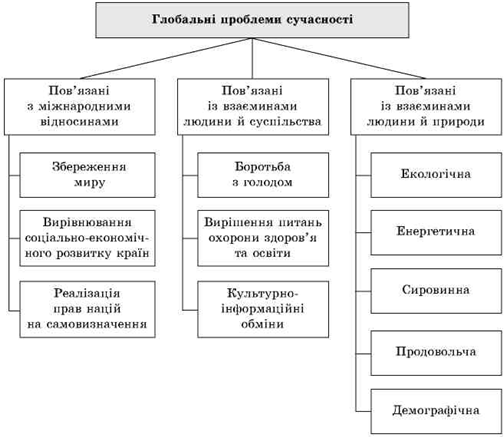 Глобальні проблеми сучасності
Пов’язані
з міжнародними
відносинами
Збереження
миру
Вирівнювання
соціально-економіч-
ного розвитку країн
Реалізація
прав націй
на самовизначення
Пов’язані
із взаєминами
людини й суспільства
Боротьба
з голодом
Вирішення питань
охорони здоров’я
та освіти
Культурно-
інформаційні
обміни
Пов’язані
із взаєминами
людини й природи
Екологічна
Енергетична
Сировинна
Продовольча
Демографічна